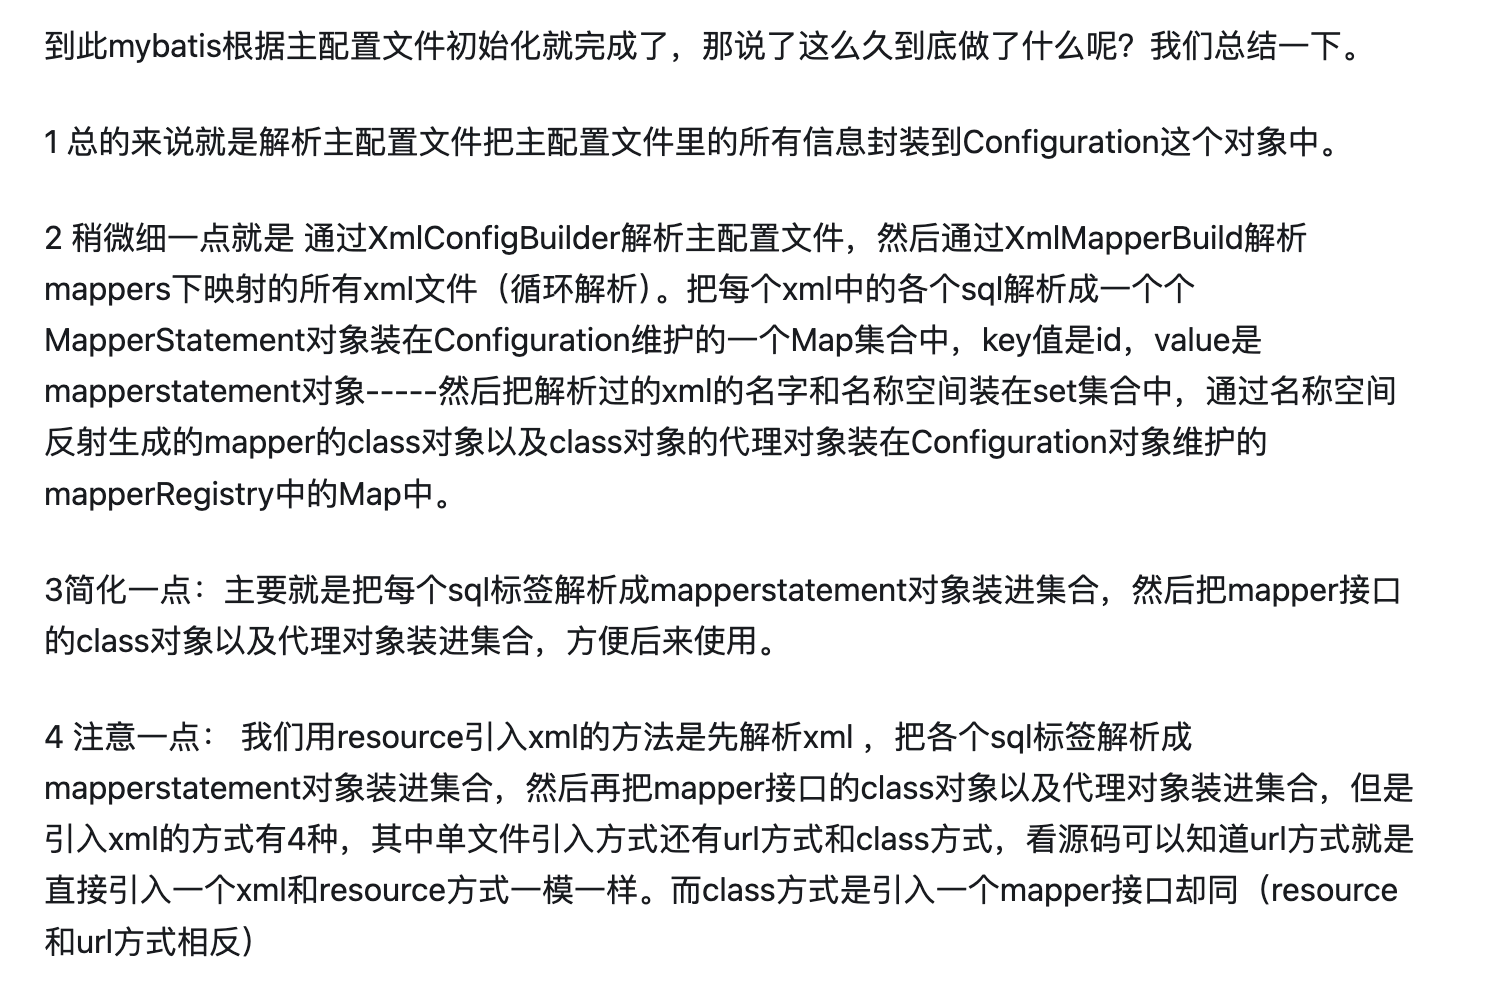 到此mybatis根据主配置文件初始化就完成了，那说了这么久到底做了什么呢？我们总结一下。
1 总的来说就是解析主配置文件把主配置文件里的所有信息封装到Configuration这个对象中。
2 稍微细一点就是 通过XmlConfigBuilder解析主配置文件，然后通过XmlMapperBuild解析
mappers下映射的所有xml文件（循环解析）。把每个xml中的各个sql解析成一个个
MapperStatement对象装在Configuration维护的一个Map集合中，key值是id，value是
mapperstatement对象-----然后把解析过的xml的名字和名称空间装在set集合中，通过名称空间
反射生成的mapper的class对象以及class对象的代理对象装在Configuration对象维护的
mapperRegistry中的Map中。
3简化一点：主要就是把每个sql标签解析成mapperstatement对象装进集合，然后把mapper接口
的class对象以及代理对象装进集合，方便后来使用。
4 注意一点： 我们用resource引入xml的方法是先解析xml ，把各个sql标签解析成
mapperstatement对象装进集合，然后再把mapper接口的class对象以及代理对象装进集合，但是
引入xml的方式有4种，其中单文件引入方式还有url方式和class方式，看源码可以知道url方式就是
直接引入一个xml和resource方式一模一样。而class方式是引入一个mapper接口却同（resource
和url方式相反）